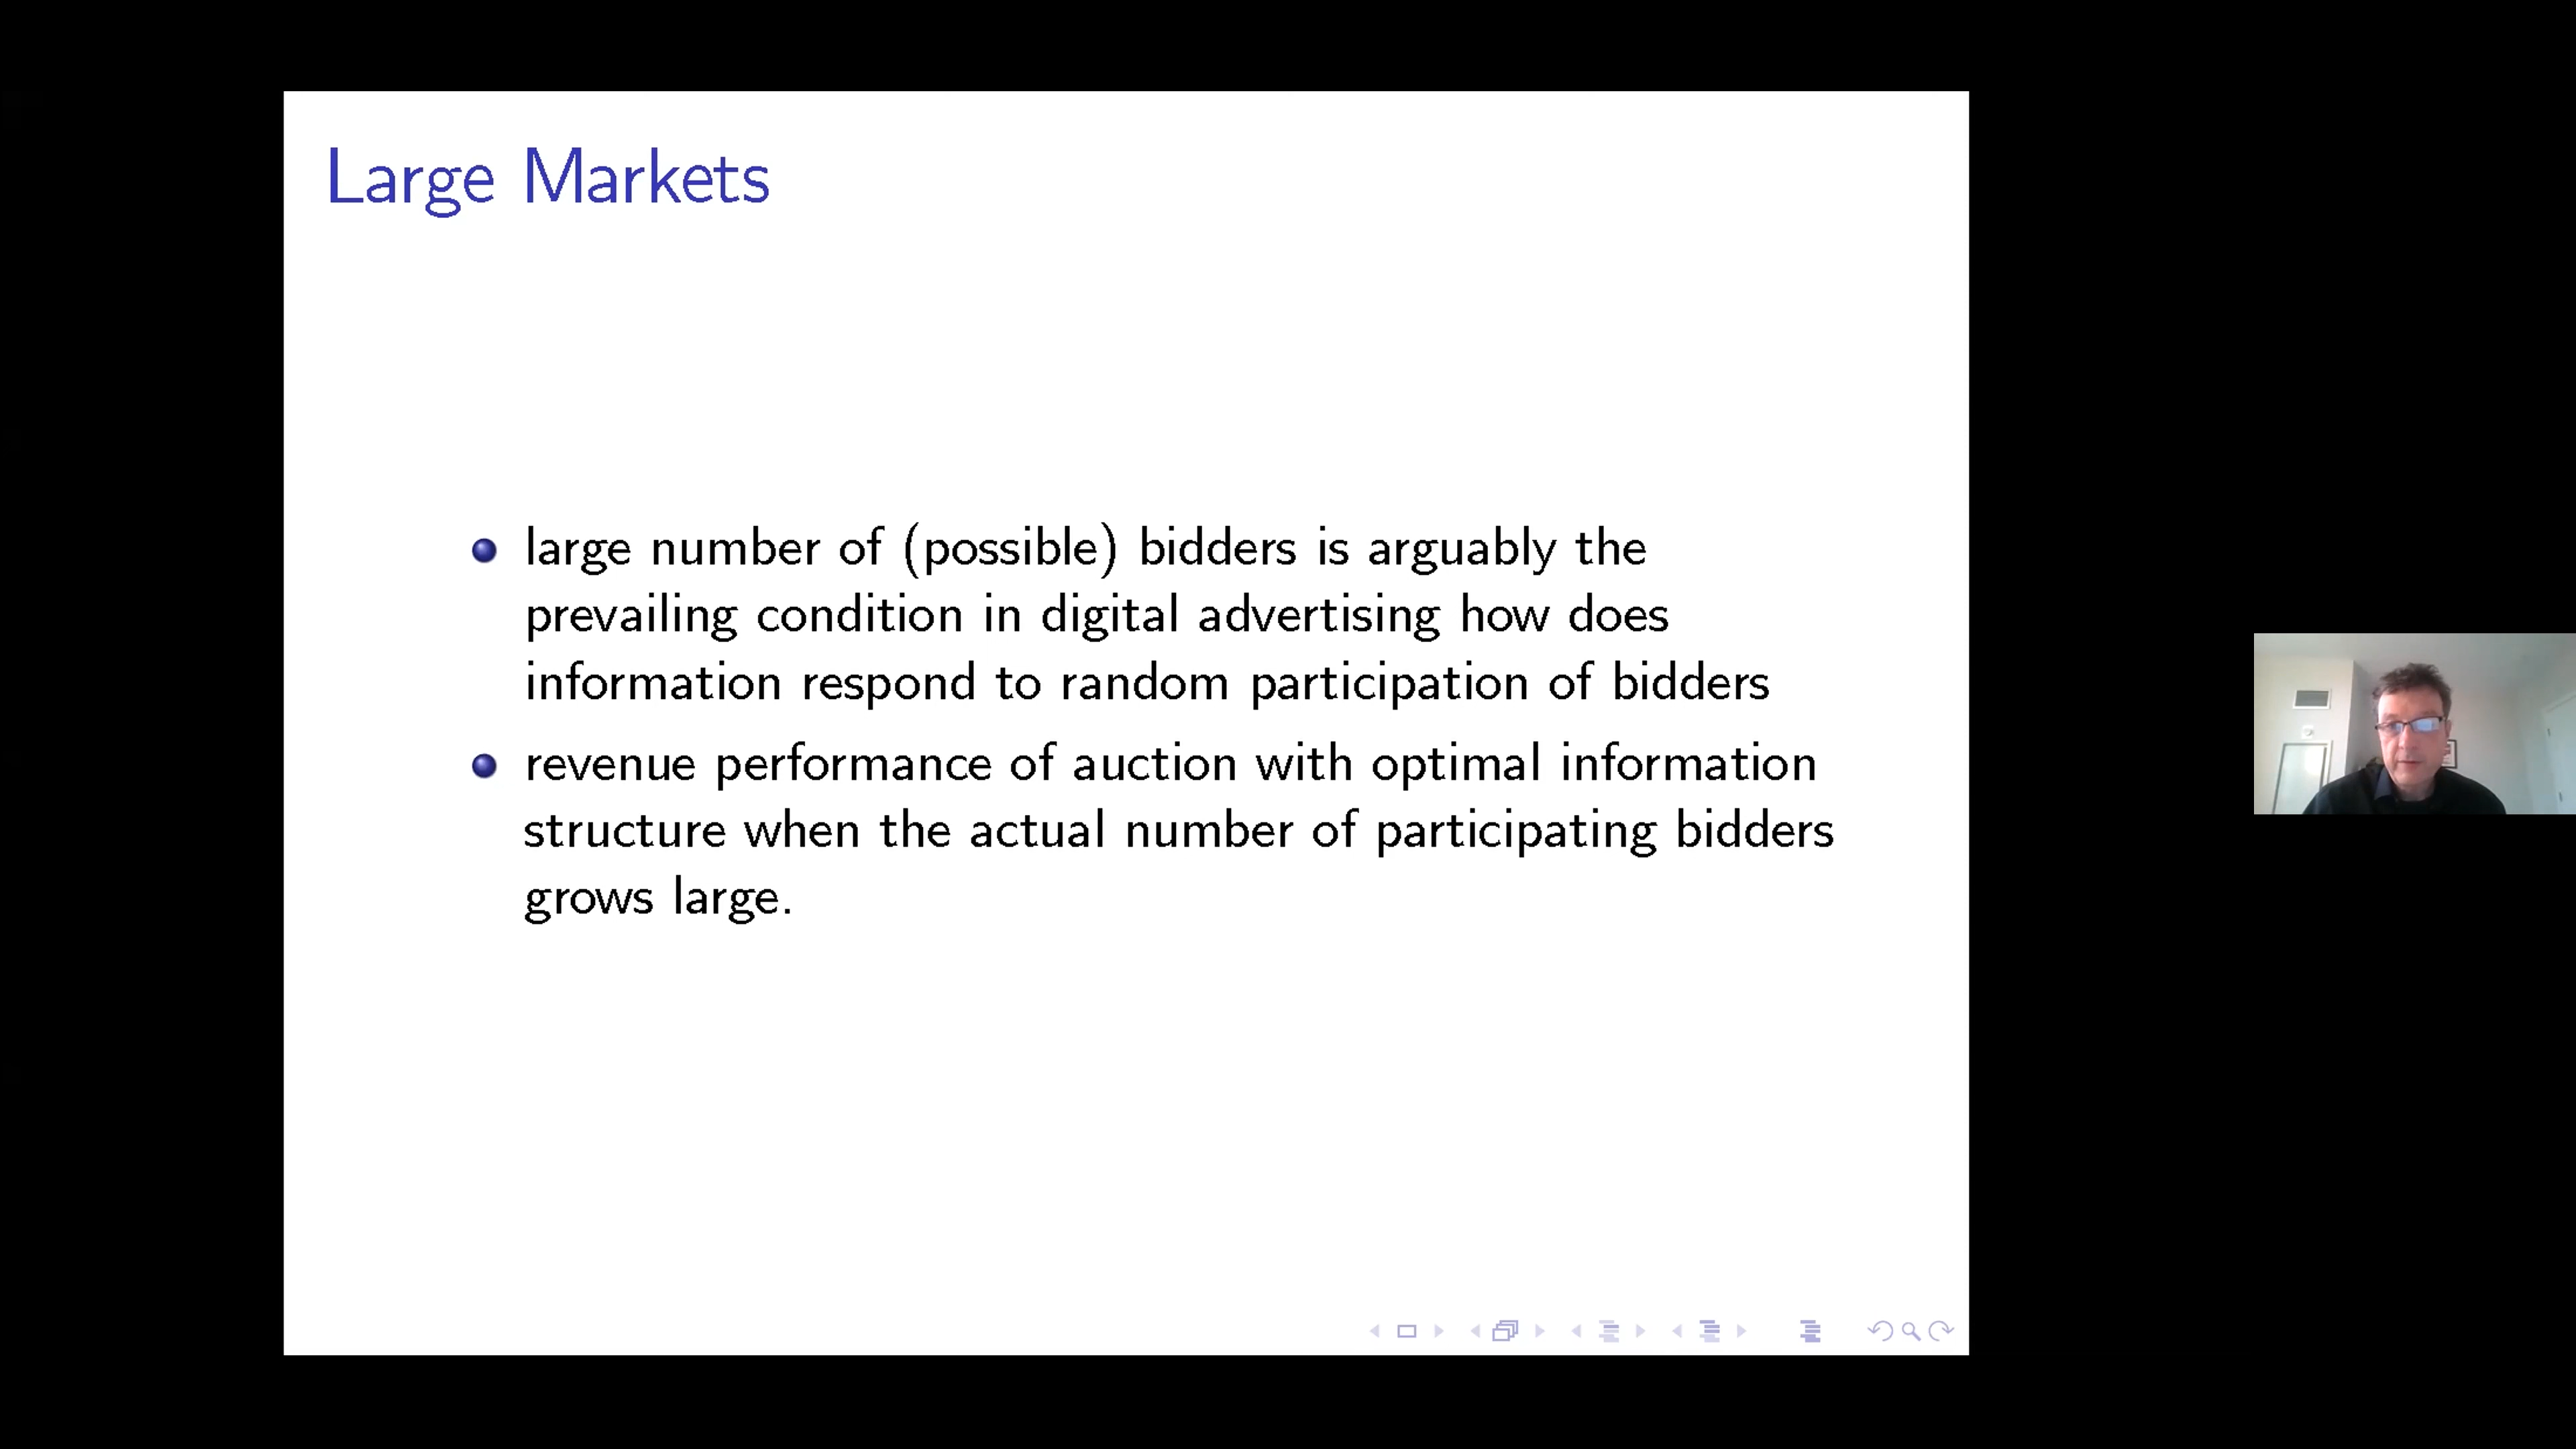 Large Markets
large number of (possible) bidders is arguably the
prevailing condition in digital advertising how does
information respond to random participation of bidders
revenue performance of auction with optimal information
structure when the actual number of participating bidders
grows large.